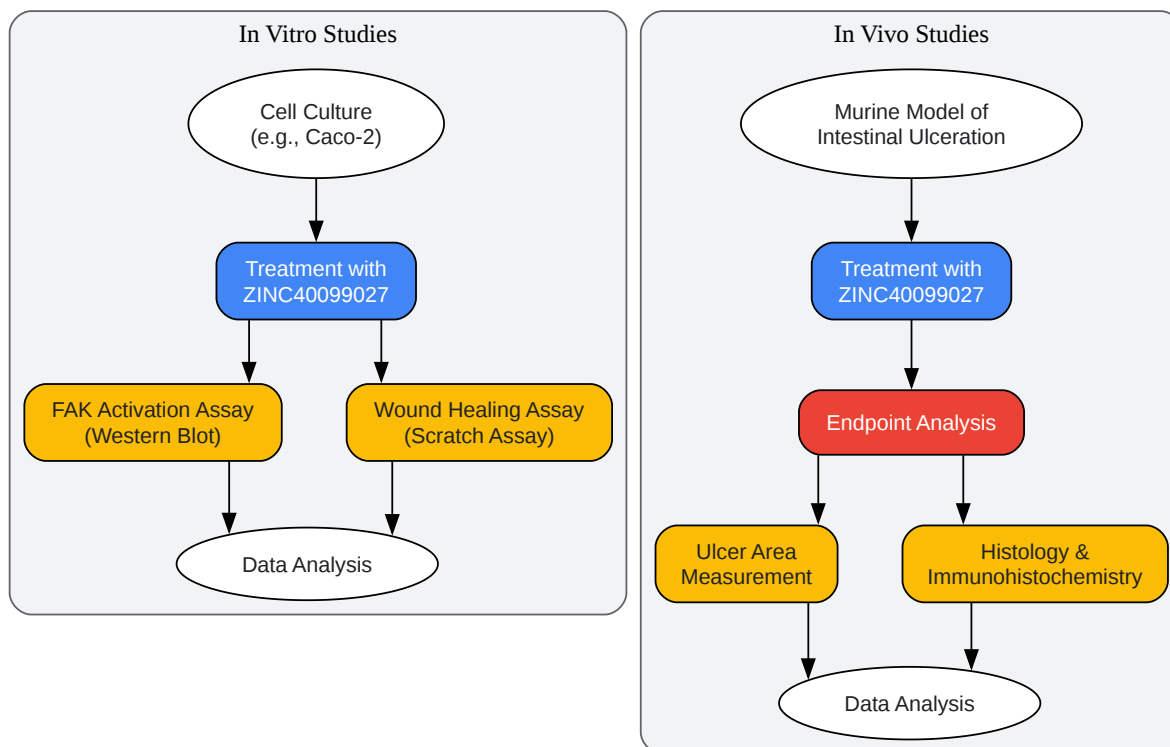 In Vitro Studies
Cell Culture
(e.g., Caco-2)
Treatment with
ZINC40099027
FAK Activation Assay
(Western Blot)
Wound Healing Assay
(Scratch Assay)
Data Analysis
In Vivo Studies
Murine Model of
Intestinal Ulceration
Treatment with
ZINC40099027
Endpoint Analysis
Ulcer Area
Measurement
Histology &
Immunohistochemistry
Data Analysis